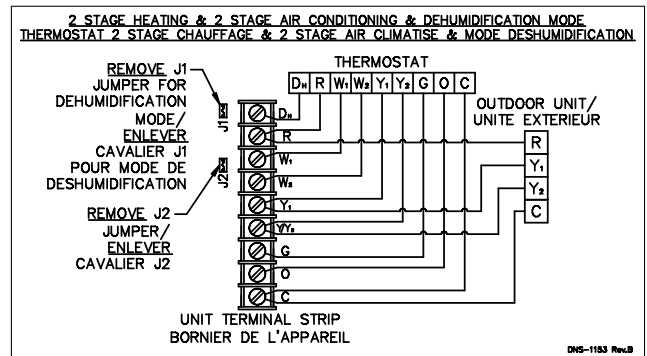 2 STAGE HEATING & 2 STAGE AIR CONDITIONING & DEHUMIDIFICATION MODE
THERMOSTAT 2 STAGE CHAUFFAGE & 2 STAGE AIR CLIMATISE & MODE DESHUMIDIFICATION
REMOVE J1
JUMPER FOR
DEHUMIDIFICATION
MODE/
ENLEVER
CAVALIER J1
POUR MODE DE
DESHUMIDIFICATION
REMOVE J2
JUMPER/
ENLEVER
CAVALIER J2
J1
J2
THERMOSTAT
DH R W1 W2 Y1 Y2 G O C
DH
R
W1
W2
Y1
Y/Y2
G
O
C
OUTDOOR UNIT/
UNITE EXTERIEUR
R
Y1
Y2
C
UNIT TERMINAL STRIP
BORNIER DE L'APPAREIL
DNS-1153 Rev.B